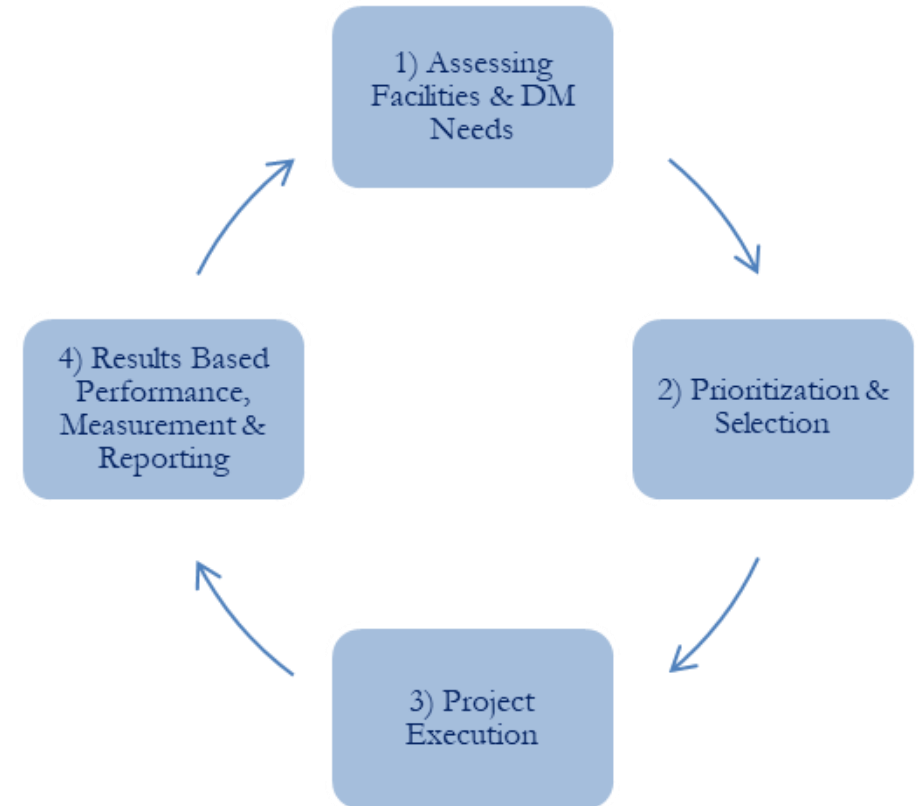 1) Assessing
Facilities & DM
Needs
2) Prioritization &
Selection
3) Project
Execution
4) Results Based
Performance,
Measurement &
Reporting